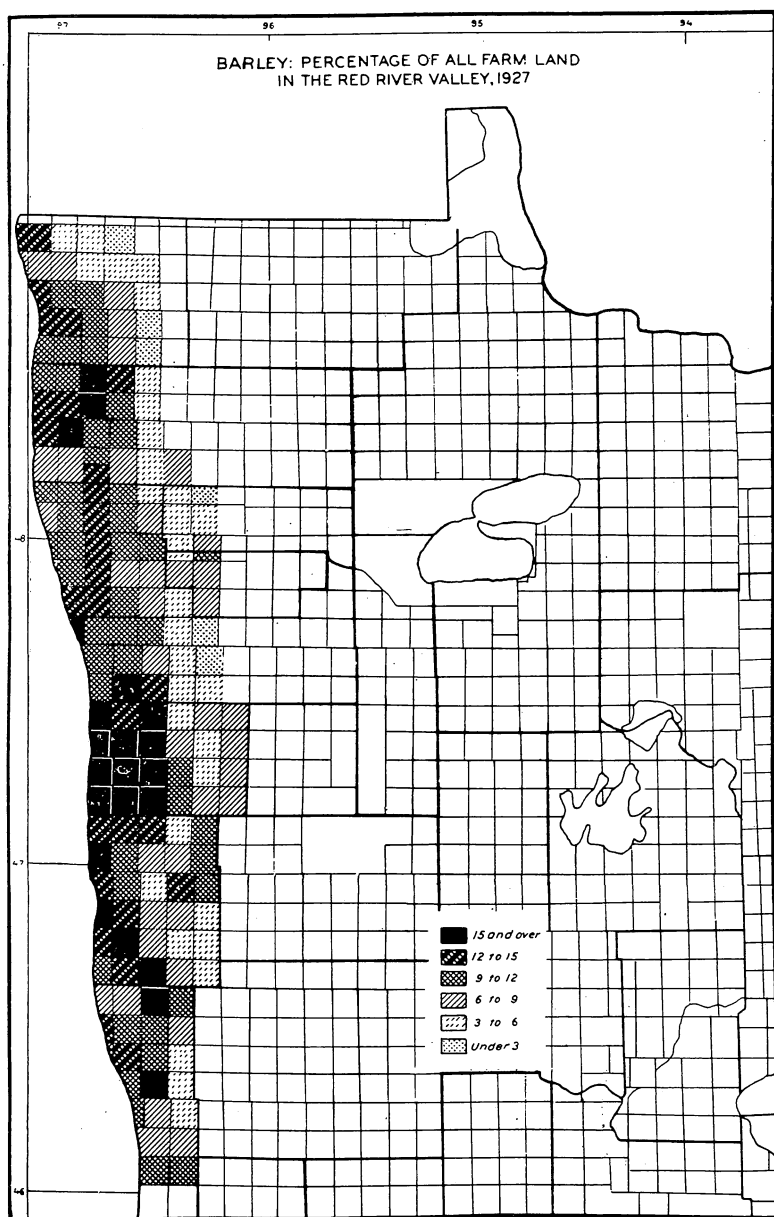 97 96 95 94
BARLEY: PERCENTAGE OF ALL FARM LAND
IN THE RED RIVER VALLEY, 1927
48
47
15 and over
12 to 15
9 to 12
6 to 9
3 to 6
Under 3
46